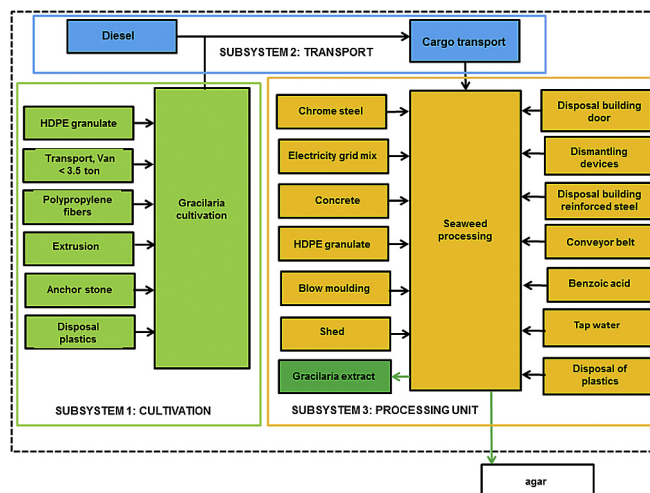 Diesel
SUBSYSTEM 2: TRANSPORT
Cargo transport
HDPE granulate
Transport, Van
< 3.5 ton
Polypropylene
fibers
Extrusion
Anchor stone
Disposal
plastics
Gracilaria
cultivation
SUBSYSTEM 1: CULTIVATION
Chrome steel
Electricity grid mix
Concrete
HDPE granulate
Blow moulding
Shed
Gracilaria extract
Seaweed
processing
Disposal building
door
Dismantling
devices
Disposal building
reinforced steel
Conveyor belt
Benzoic acid
Tap water
Disposal of
plastics
SUBSYSTEM 3: PROCESSING UNIT
agar